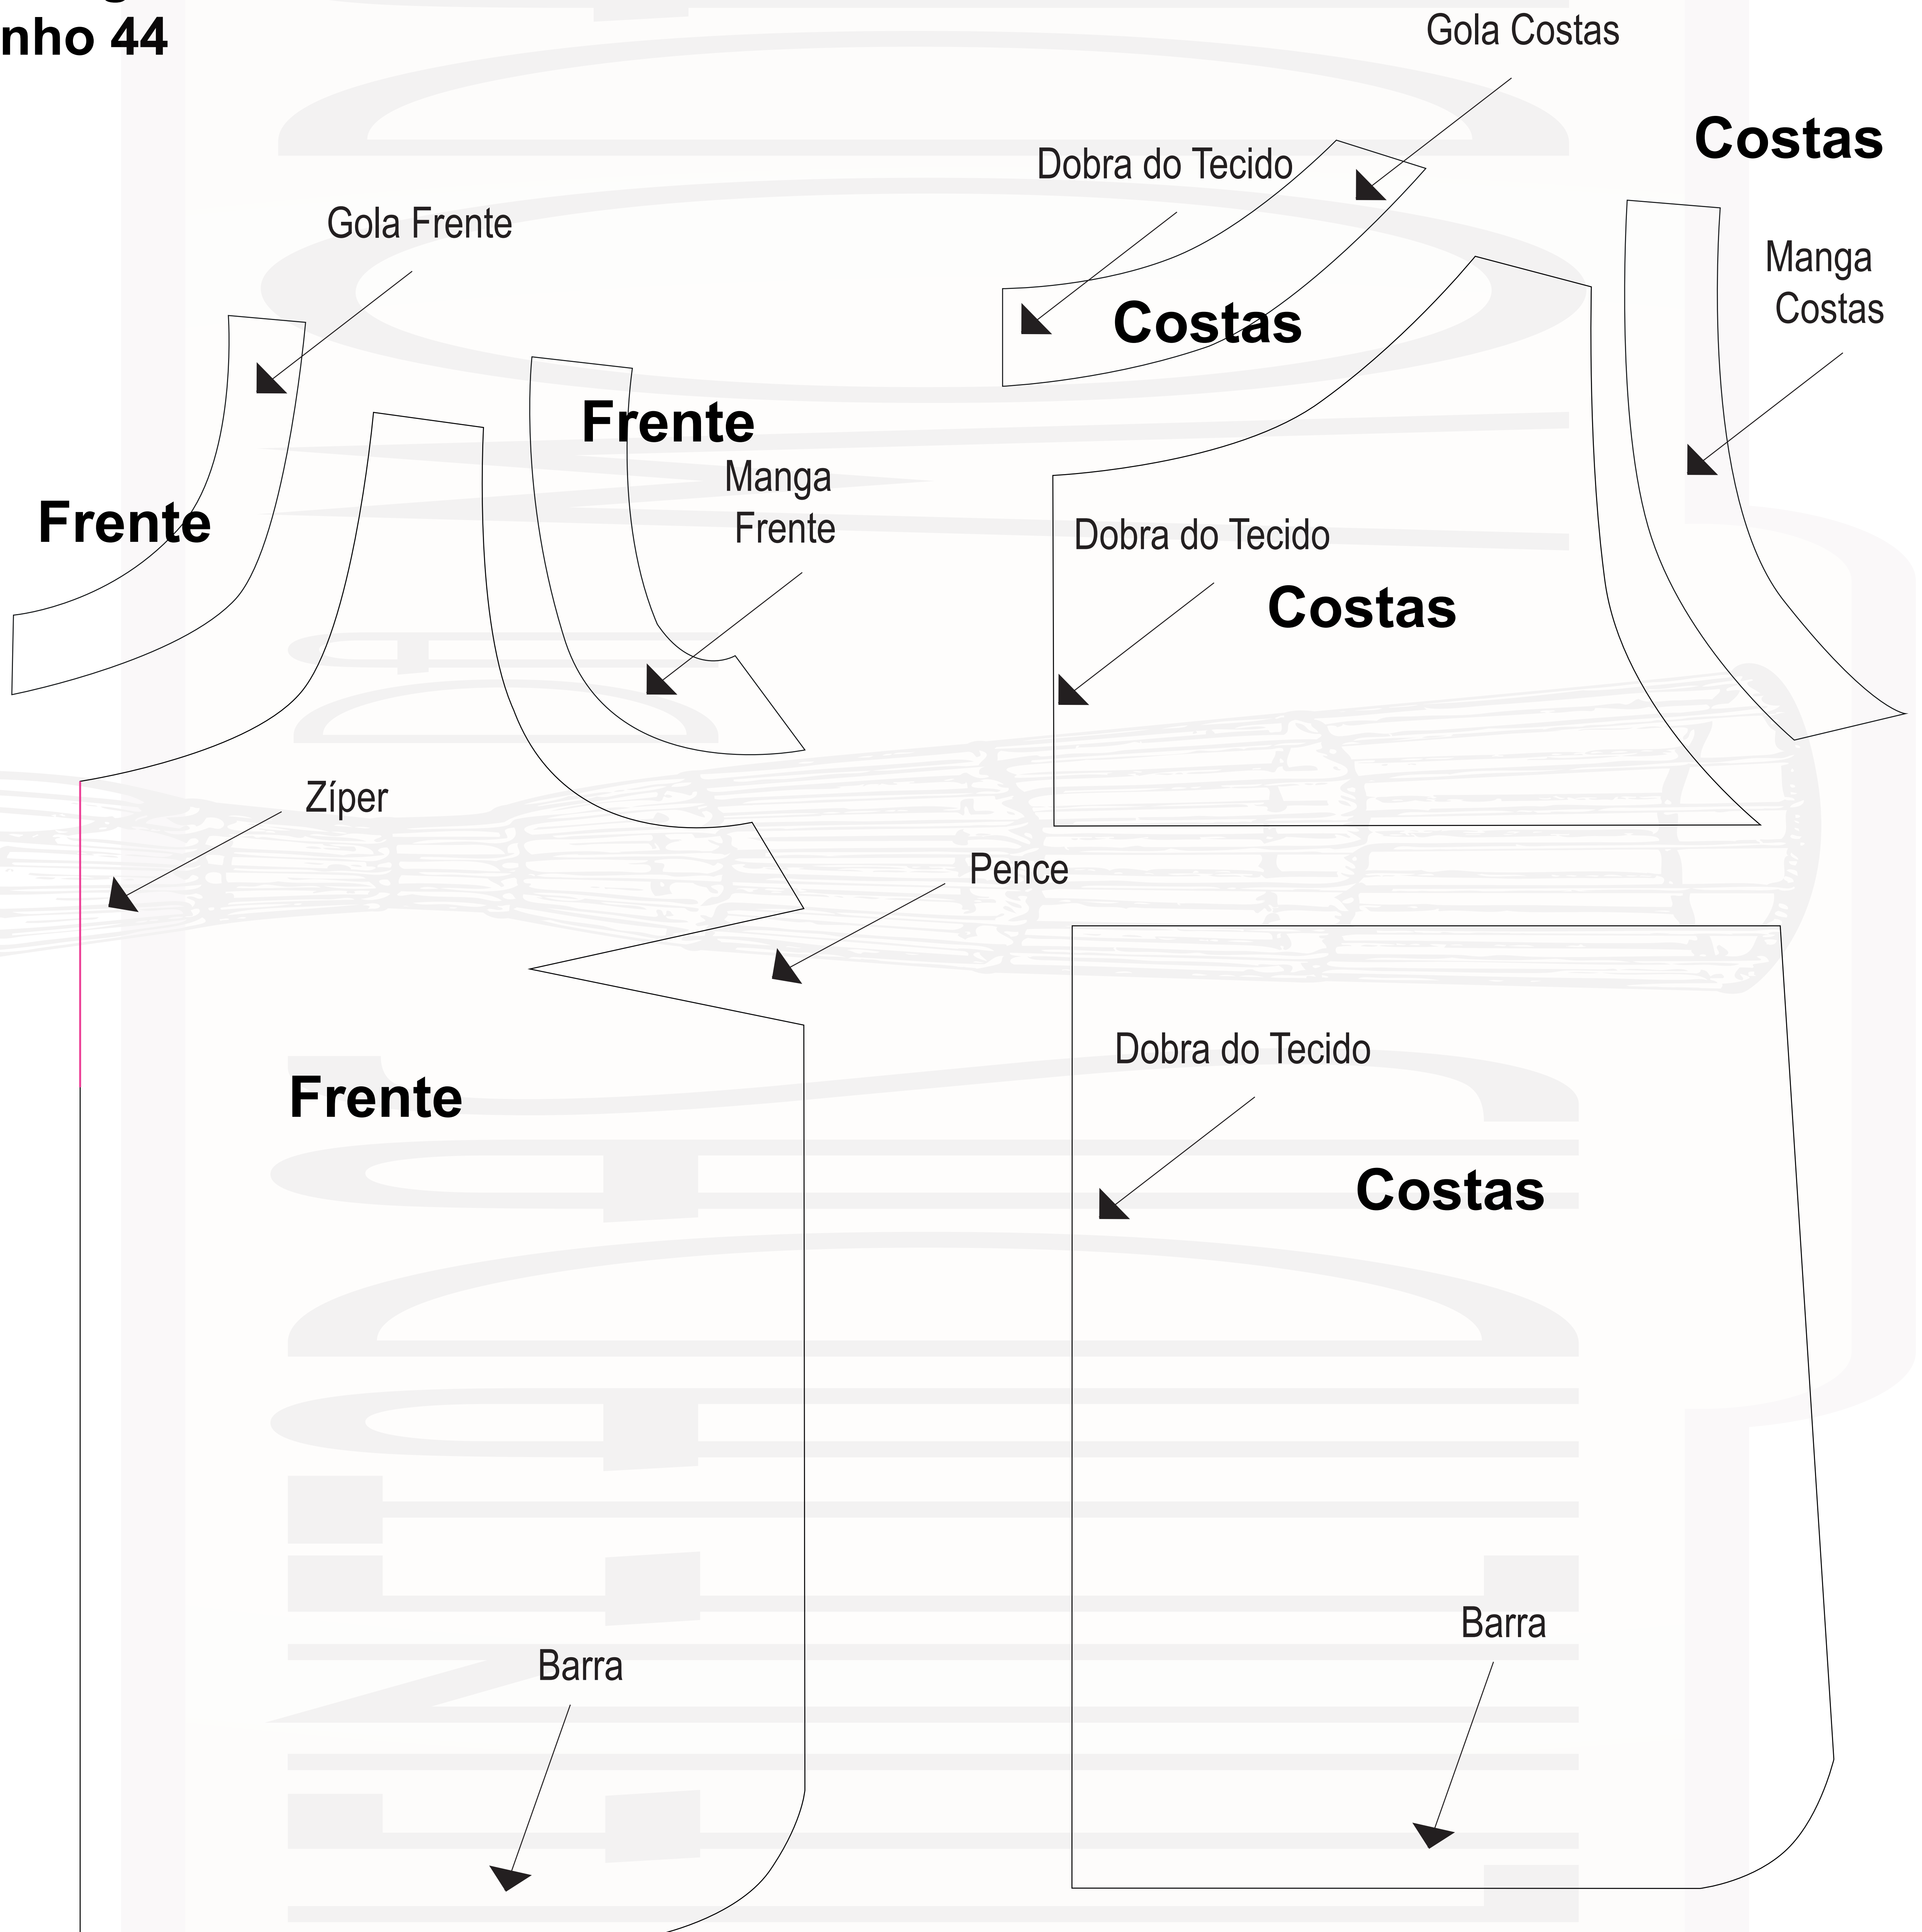 nho 44
Gola Costas
Costas
Dobra do Tecido
Gola Frente
Manga
Costas
Costas
Frente
Manga
Frente
Frente
Dobra do Tecido
Costas
Zíper
Pence
Dobra do Tecido
Frente
Costas
Barra
Barra